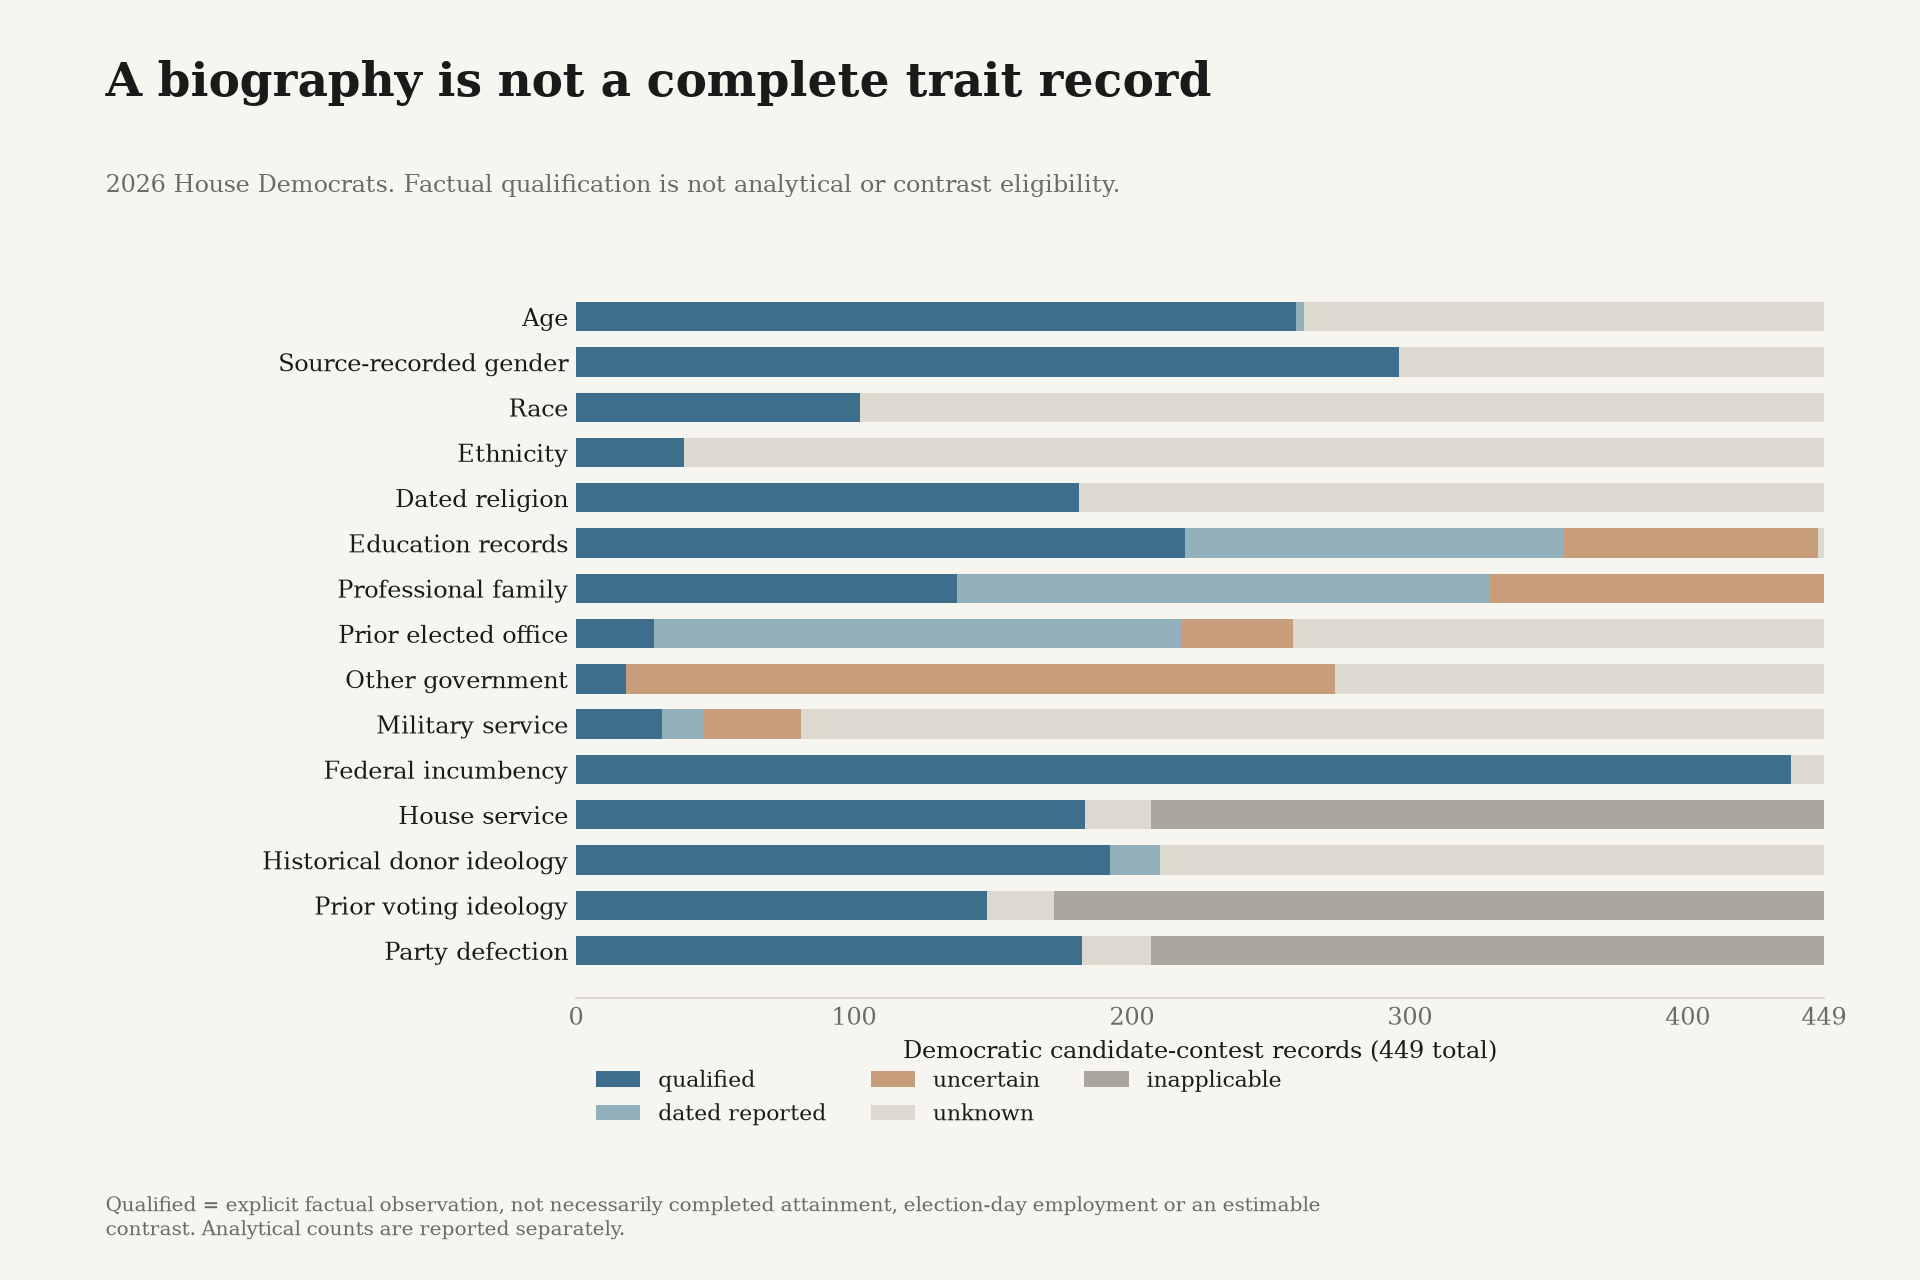 A biography is not a complete trait record
2026 House Democrats. Factual qualification is not analytical or contrast eligibility.
Age
Source-recorded gender
Race
Ethnicity
Dated religion
Education records
Professional family
Prior elected office
Other government
Military service
Federal incumbency
House service
Historical donor ideology
Prior voting ideology
Party defection
0 100 200 300 400 449
Democratic candidate-contest records (449 total)
qualified uncertain inapplicable
dated reported unknown
Qualified = explicit factual observation, not necessarily completed attainment, election-day employment or an estimable
contrast. Analytical counts are reported separately.